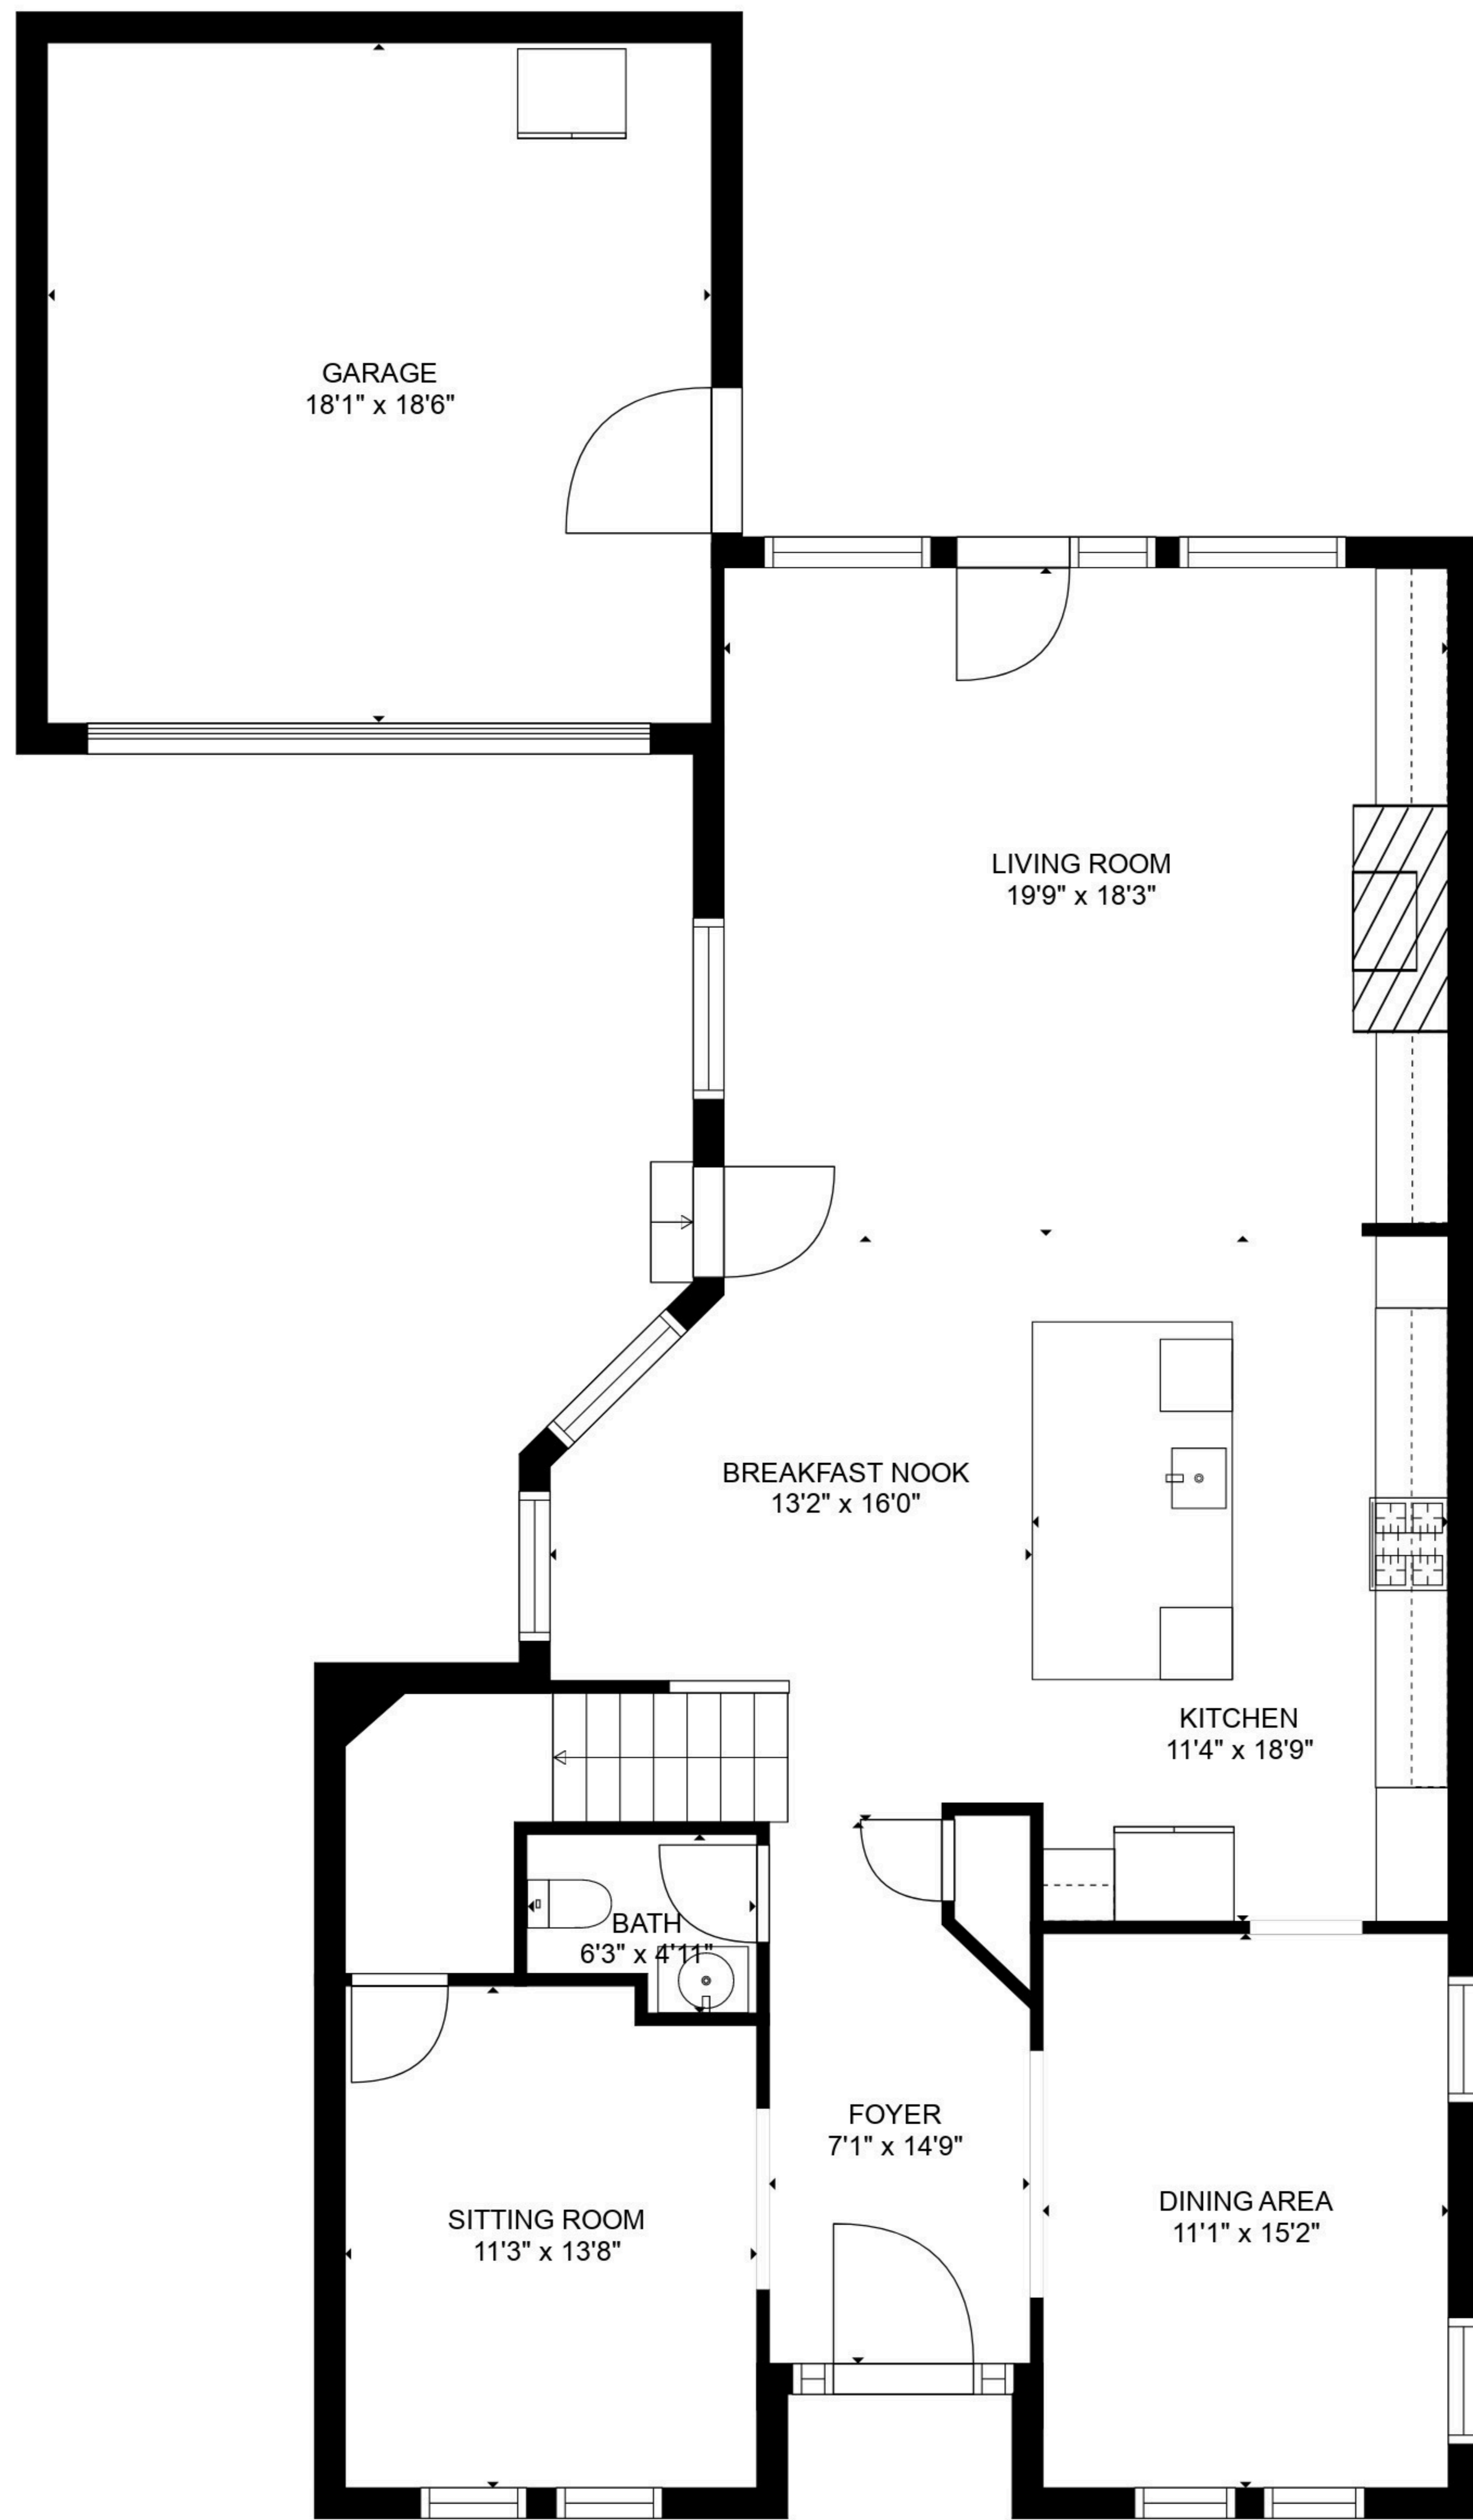 GARAGE
18'1" x 18'6"
LIVING ROOM
19'9" x 18'3"
BREAKFAST NOOK
13'2" x 16'0"
KITCHEN
11'4" x 18'9"
BATH
6'3" x 4'11"
FOYER
7'1" x 14'9"
SITTING ROOM
11'3" x 13'8"
DINING AREA
11'1" x 15'2"